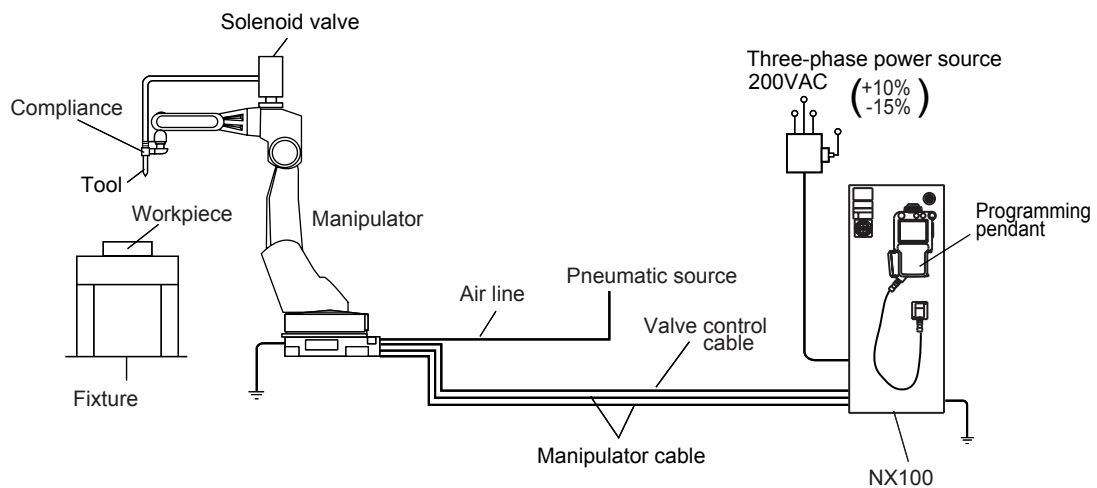 Solenoid valve
Three-phase power source
200VAC (+10%
-15%)
Compliance
Tool
Workpiece
Manipulator
Programming
pendant
Pneumatic source
Air line
Valve control
cable
Fixture
Manipulator cable
NX100